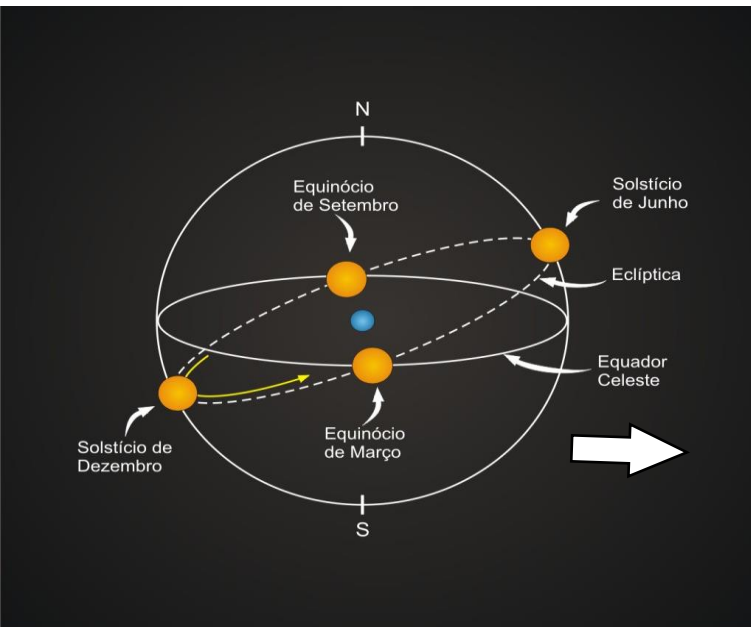 N
Equinócio
de Setembro
Solstício
de Junho
Eclíptica
Equador
Celeste
Equinócio
de Março
Solstício de
Dezembro
S